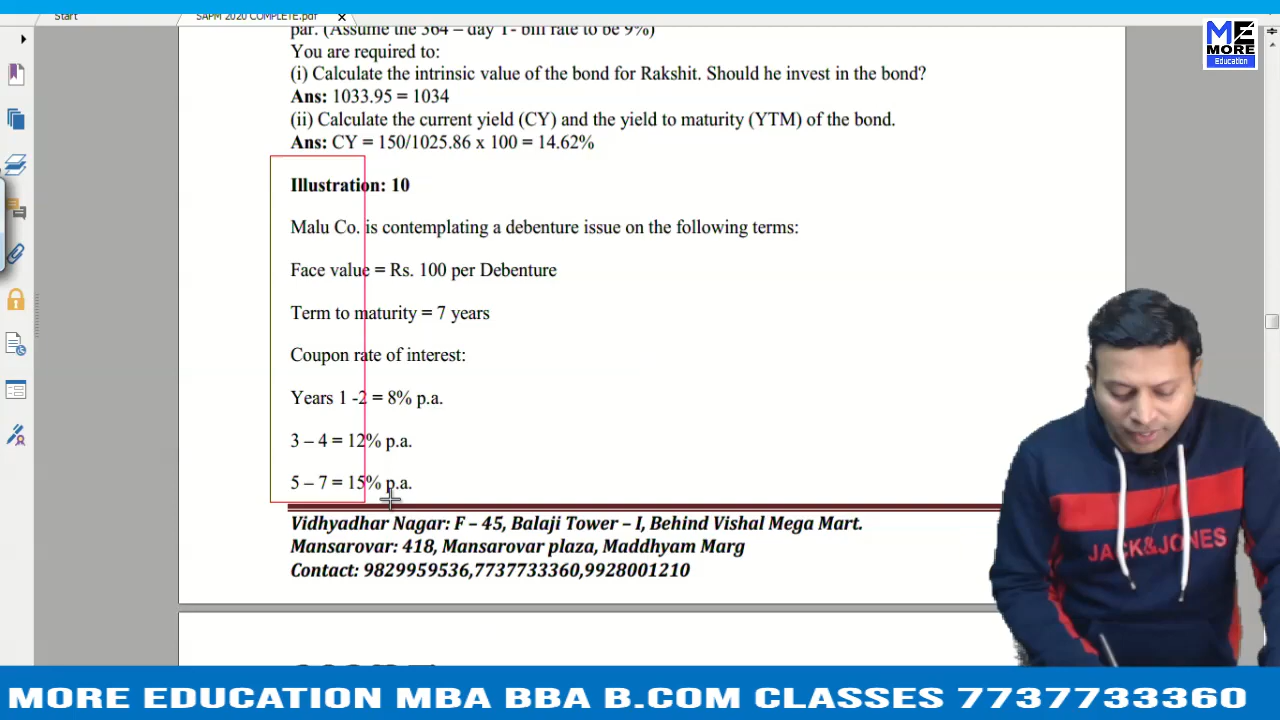 Start
SAPM 2020 COMPLETE.pdf
par. (Assume the 364 – day T- bill rate to be 9%)
You are required to:
(i) Calculate the intrinsic value of the bond for Rakshit. Should he invest in the bond?
Ans: 1033.95 = 1034
(ii) Calculate the current yield (CY) and the yield to maturity (YTM) of the bond.
Ans: CY = 150/1025.86 x 100 = 14.62%
Illustration: 10
Malu Co. is contemplating a debenture issue on the following terms:
Face value = Rs. 100 per Debenture
Term to maturity = 7 years
Coupon rate of interest:
Years 1 -2 = 8% p.a.
3 – 4 = 12% p.a.
5 – 7 = 15% p.a.
Vidhyadhar Nagar: F – 45, Balaji Tower – I, Behind Vishal Mega Mart.
Mansarovar: 418, Mansarovar plaza, Maddhyam Marg
Contact: 9829959536,7737733360,9928001210
ME
MORE
Education
JACK&JONES
MORE EDUCATION MBA BBA B.COM CLASSES 7737733360